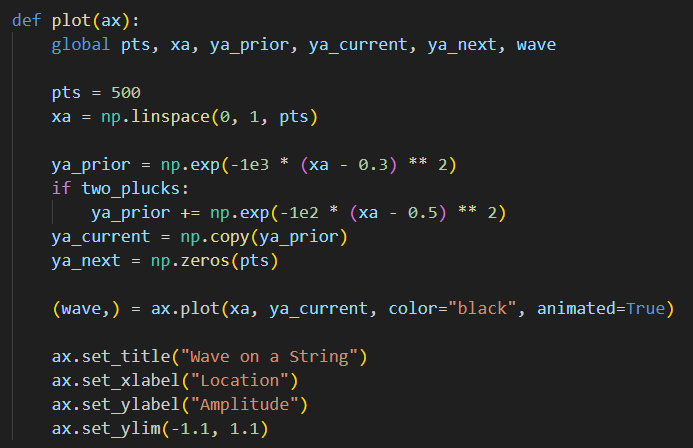 def plot(ax):
    global pts, xa, ya_prior, ya_current, ya_next, wave

    pts = 500
    xa = np.linspace(0, 1, pts)

    ya_prior = np.exp(-1e3 * (xa - 0.3) ** 2)
    if two_plucks:
        ya_prior += np.exp(-1e2 * (xa - 0.5) ** 2)
    ya_current = np.copy(ya_prior)
    ya_next = np.zeros(pts)

    (wave,) = ax.plot(xa, ya_current, color="black", animated=True)

    ax.set_title("Wave on a String")
    ax.set_xlabel("Location")
    ax.set_ylabel("Amplitude")
    ax.set_ylim(-1.1, 1.1)